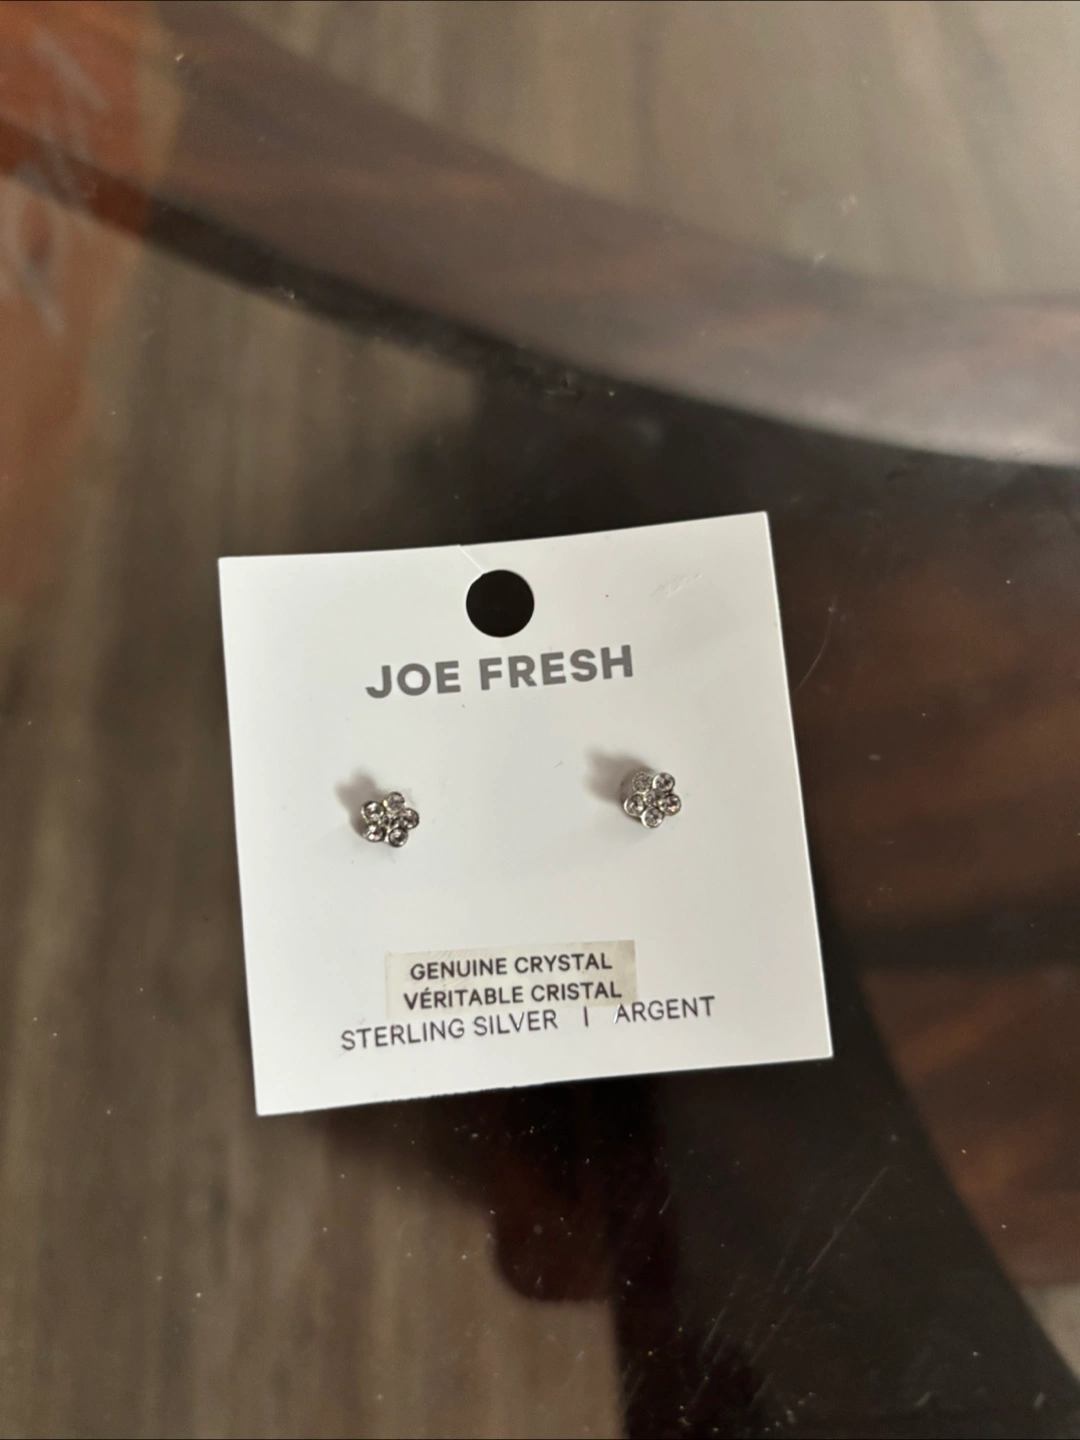 JOE FRESH
GENUINE CRYSTAL
VÉRITABLE CRISTAL
STERLING SILVER | ARGENT